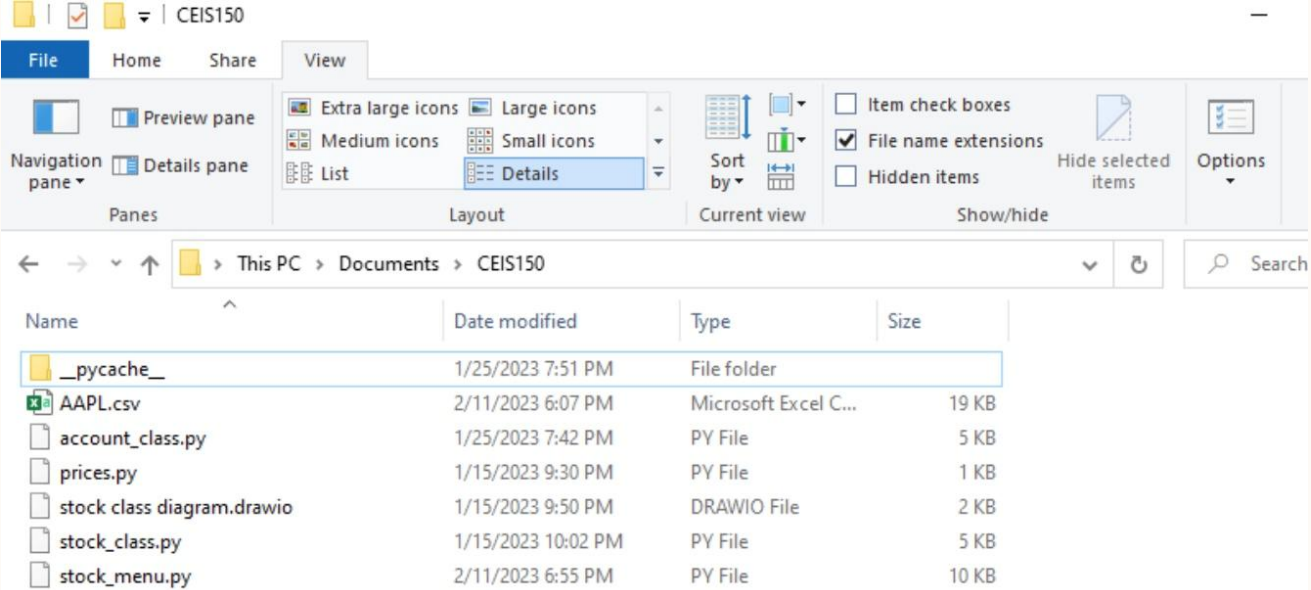 CEIS150
File Home Share View
Navigation pane
Preview pane
Details pane
Panes
Extra large icons Large icons
Medium icons Small icons
List Details
Layout
Sort by
Current view
Item check boxes
File name extensions
Hidden items
Hide selected items
Show/hide
Options
This PC > Documents > CEIS150
Search
Name Date modified Type Size
__pycache__ 1/25/2023 7:51 PM File folder
AAPL.csv 2/11/2023 6:07 PM Microsoft Excel C... 19 KB
account_class.py 1/25/2023 7:42 PM PY File 5 KB
prices.py 1/15/2023 9:30 PM PY File 1 KB
stock class diagram.drawio 1/15/2023 9:50 PM DRAWIO File 2 KB
stock_class.py 1/15/2023 10:02 PM PY File 5 KB
stock_menu.py 2/11/2023 6:55 PM PY File 10 KB